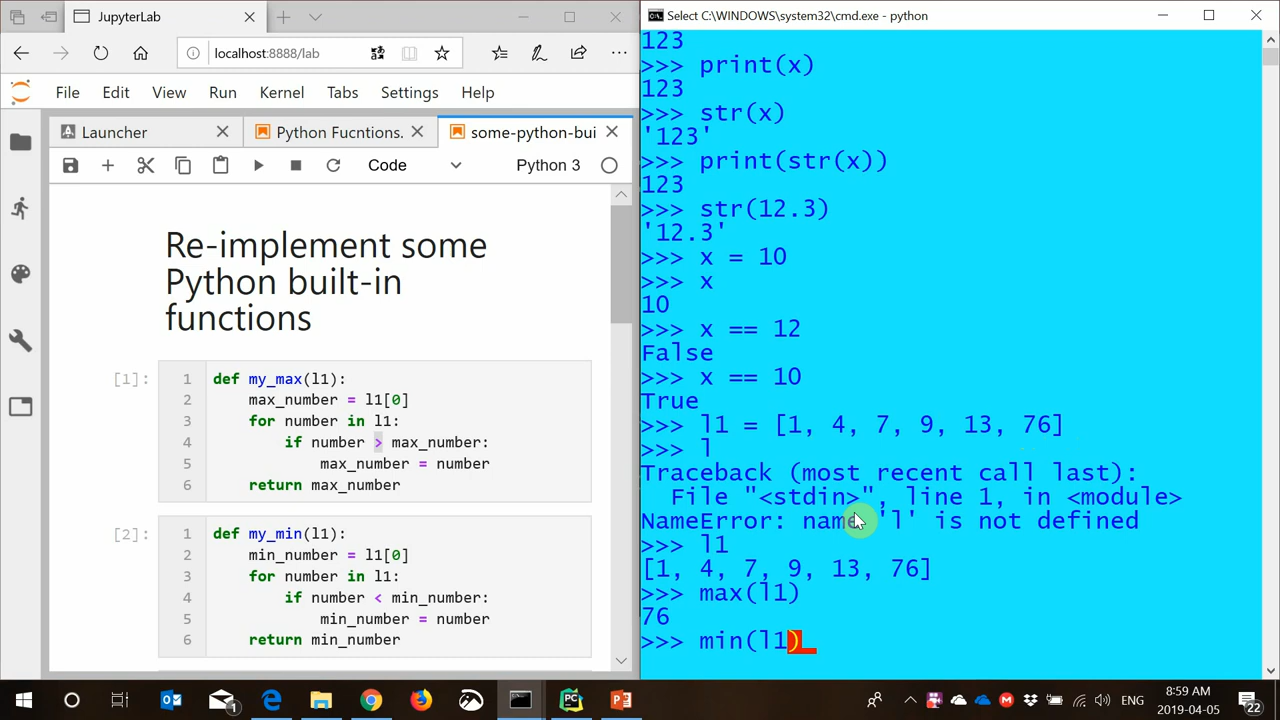 JupyterLab
localhost:8888/lab
File Edit View Run Kernel Tabs Settings Help
Launcher
Python Fucntions.
some-python-bui
Code
Python 3
Re-implement some
Python built-in
functions
[1]:
1 def my_max(l1):
2 max_number = l1[0]
3 for number in l1:
4 if number > max_number:
5 max_number = number
6 return max_number
[2]:
1 def my_min(l1):
2 min_number = l1[0]
3 for number in l1:
4 if number < min_number:
5 min_number = number
6 return min_number
Select C:\WINDOWS\system32\cmd.exe - python
123
>>> print(x)
123
>>> str(x)
'123'
>>> print(str(x))
123
>>> str(12.3)
'12.3'
>>> x = 10
>>> x
10
>>> x == 12
False
>>> x == 10
True
>>> l1 = [1, 4, 7, 9, 13, 76]
>>> l
Traceback (most recent call last):
File "<stdin>", line 1, in <module>
NameError: name 'l' is not defined
>>> l1
[1, 4, 7, 9, 13, 76]
>>> max(l1)
76
>>> min(l1)
ENG
8:59 AM
2019-04-05
22
1